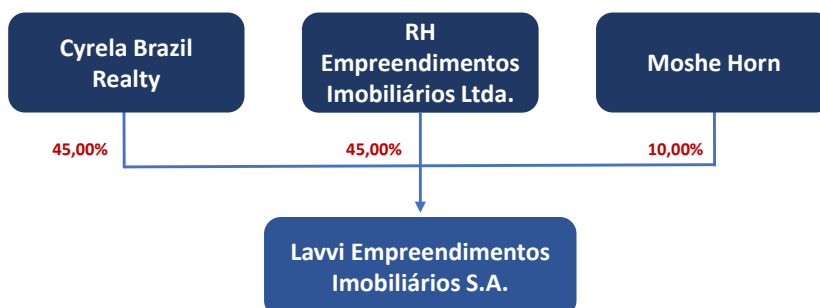 Cyrela Brazil
Realty
RH
Empreendimentos
Imobiliários Ltda.
Moshe Horn
45,00%
45,00%
10,00%
Lavvi Empreendimentos
Imobiliários S.A.